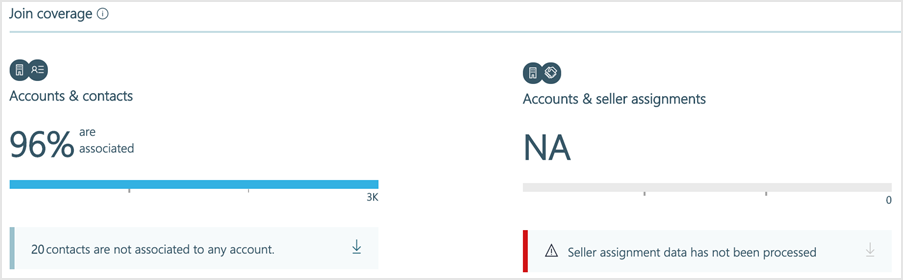 Join coverage
Accounts & contacts
96% are
associated
3K
20 contacts are not associated to any account.
Accounts & seller assignments
NA
0
Seller assignment data has not been processed